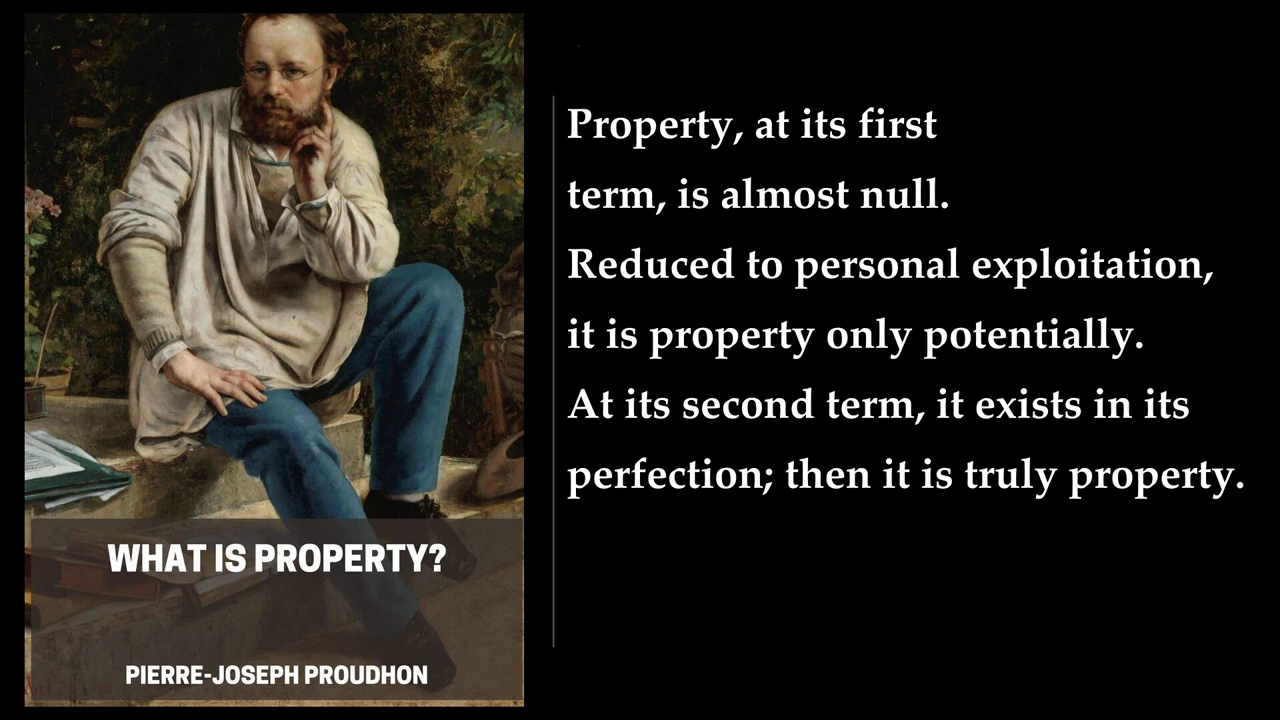 Property, at its first
term, is almost null.
Reduced to personal exploitation,
it is property only potentially.
At its second term, it exists in its
perfection; then it is truly property.
WHAT IS PROPERTY?
PIERRE-JOSEPH PROUDHON